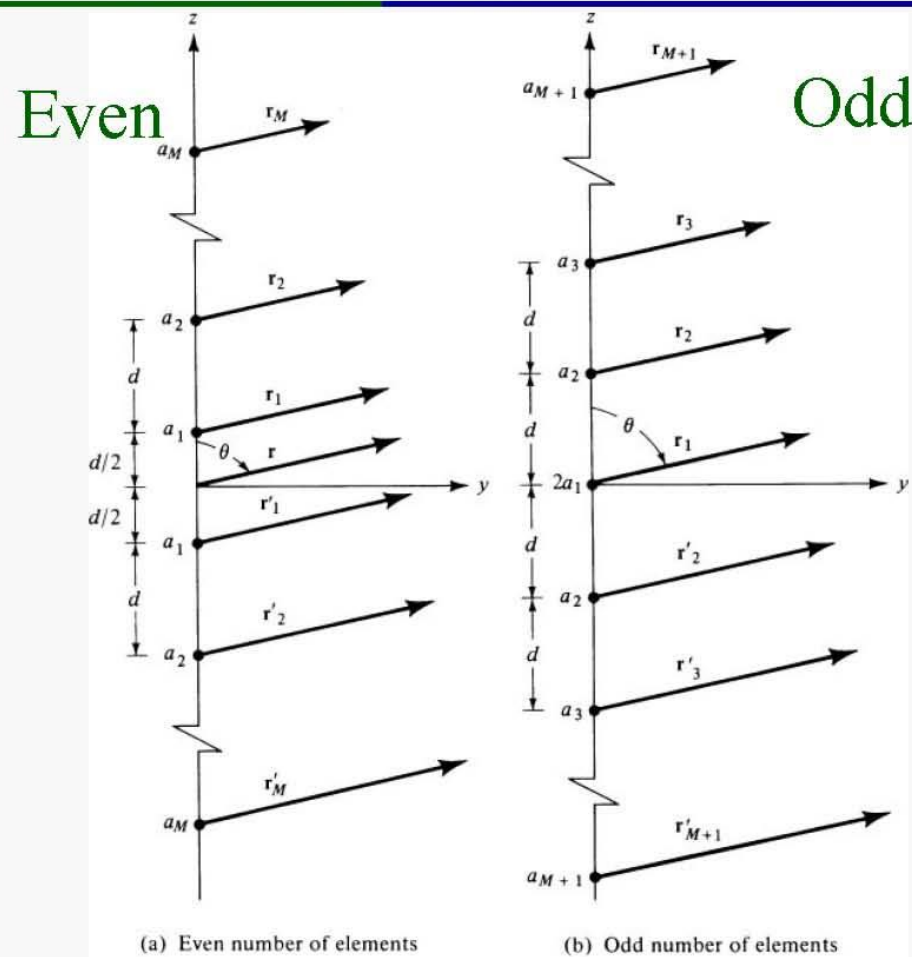 Even
Odd
z
a_M
r_M
a_2
r_2
d
a_1
r_1
θ
r
d/2
y
d/2
r'_1
a_1
d
r'_2
a_2
r'_M
a_M
(a) Even number of elements
z
r_{M+1}
a_{M+1}
r_3
a_3
d
r_2
a_2
θ
d
r_1
2a_1
y
d
r'_2
a_2
d
r'_3
a_3
r'_{M+1}
a_{M+1}
(b) Odd number of elements